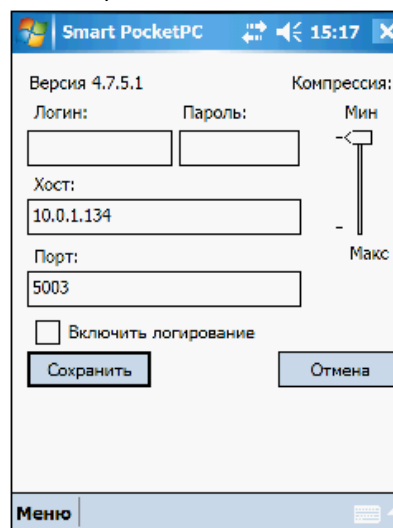 Smart PocketPC 15:17
Версия 4.7.5.1 Компрессия:
Логин: Пароль: Мин
Хост:
10.0.1.134
Макс
Порт:
5003
Включить логирование
Сохранить Отмена
Меню